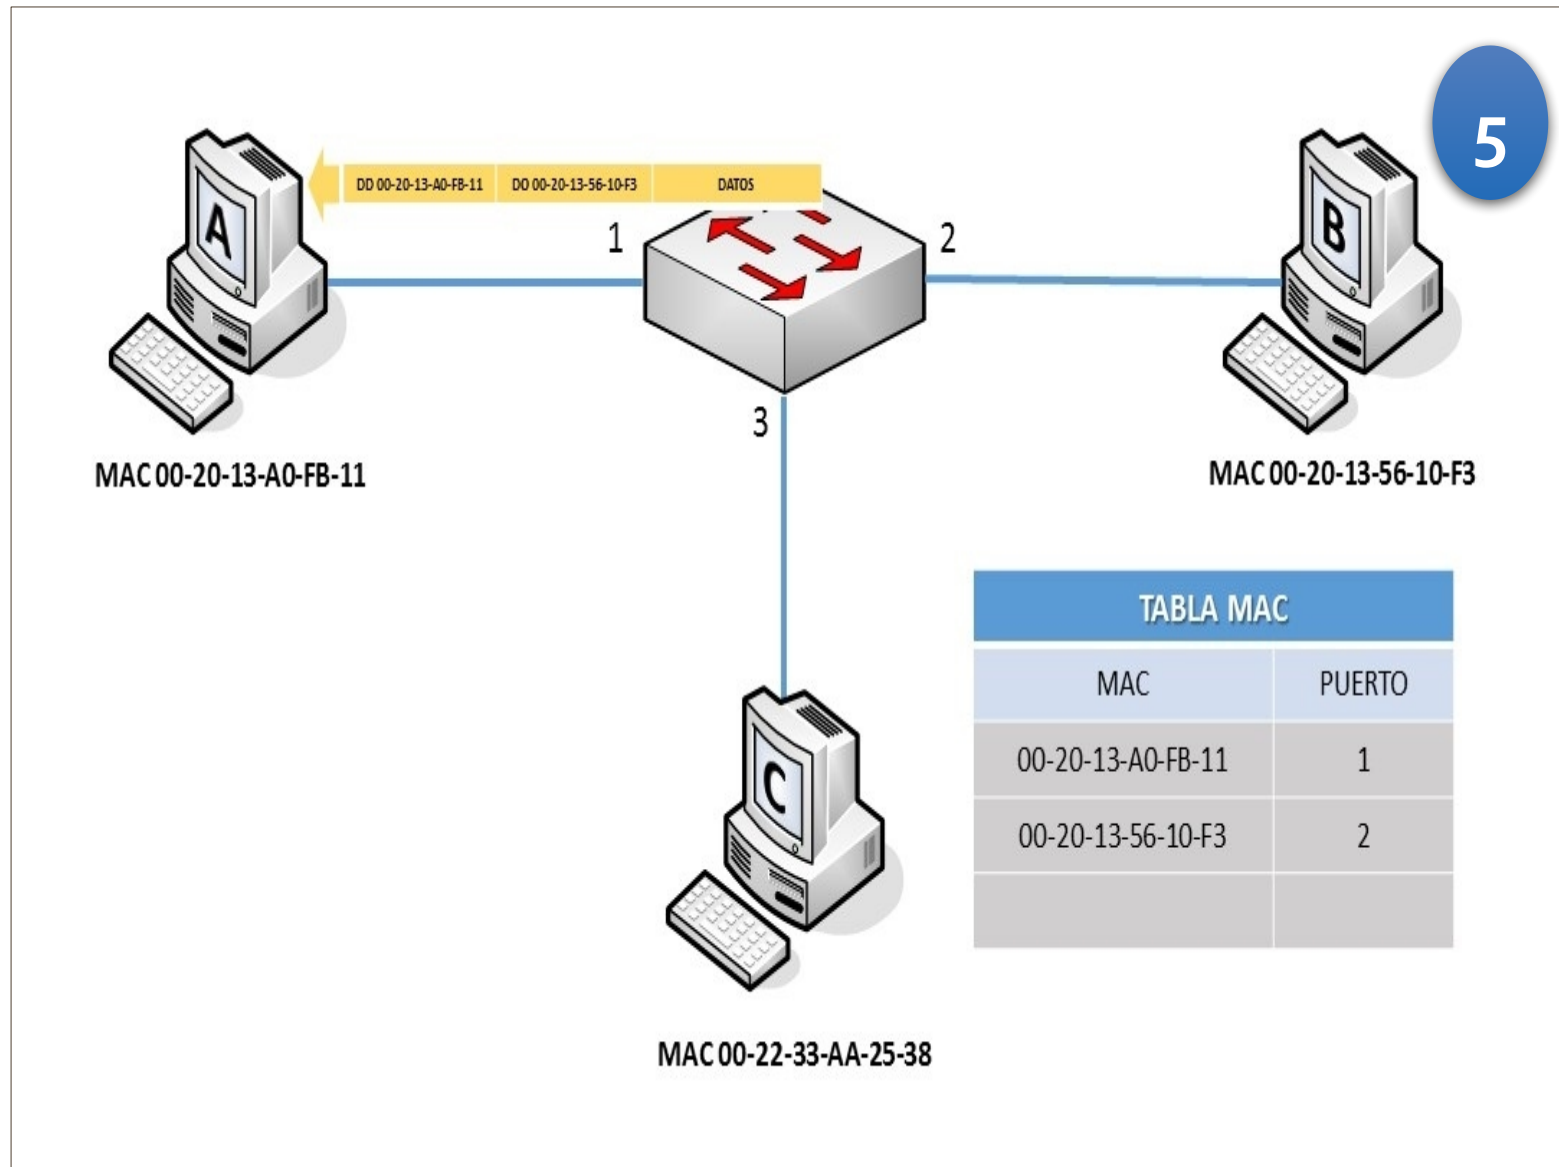 5
DD 00-20-13-A0-FB-11 DO 00-20-13-56-10-F3 DATOS
A
B
1
2
3
MAC 00-20-13-A0-FB-11
MAC 00-20-13-56-10-F3
TABLA MAC
MAC PUERTO
00-20-13-A0-FB-11 1
00-20-13-56-10-F3 2
C
MAC 00-22-33-AA-25-38